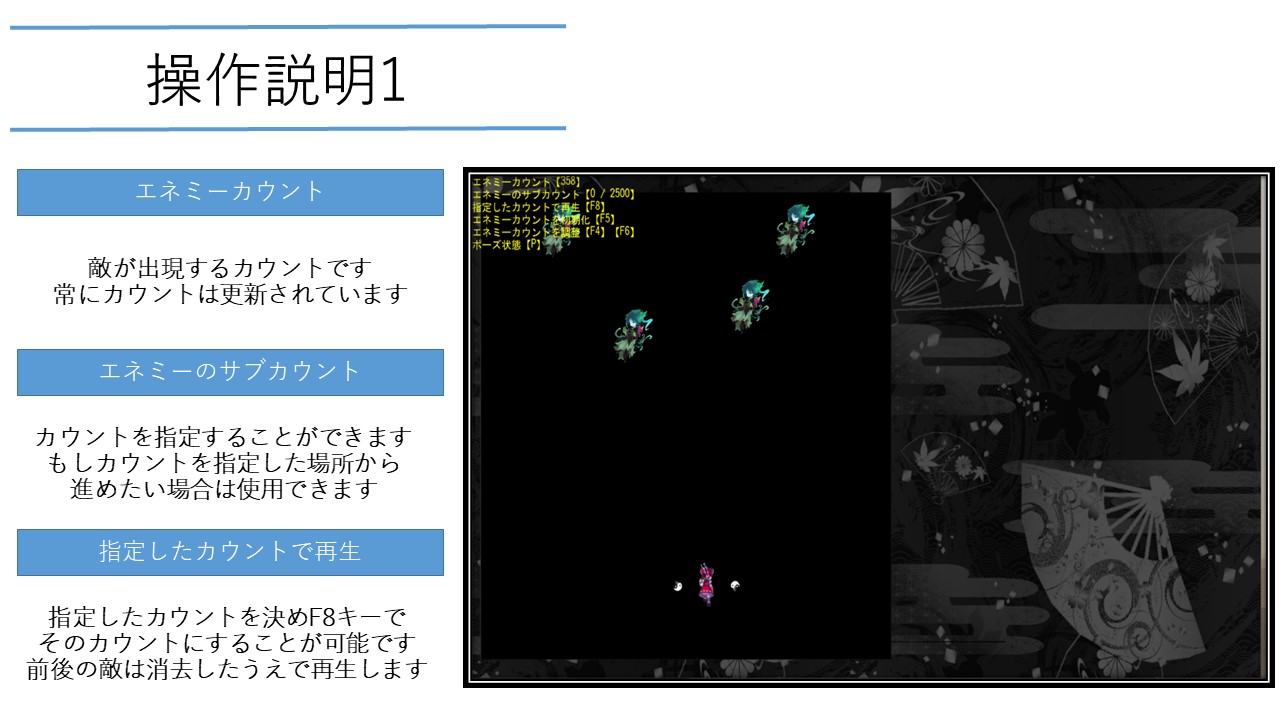 操作説明1
エネミーカウント
敵が出現するカウントです
常にカウントは更新されています
エネミーのサブカウント
カウントを指定することができます
もしカウントを指定した場所から
進めたい場合は使用できます
指定したカウントで再生
指定したカウントを決めF8キーで
そのカウントにすることが可能です
前後の敵は消去したうえで再生します
エネミーカウント【358】
エネミーのサブカウント【0 / 2500】
指定したカウントで再生【F8】
エネミーカウントを初期化【F5】
エネミーカウントを調整【F4】【F6】
ポーズ状態【P】